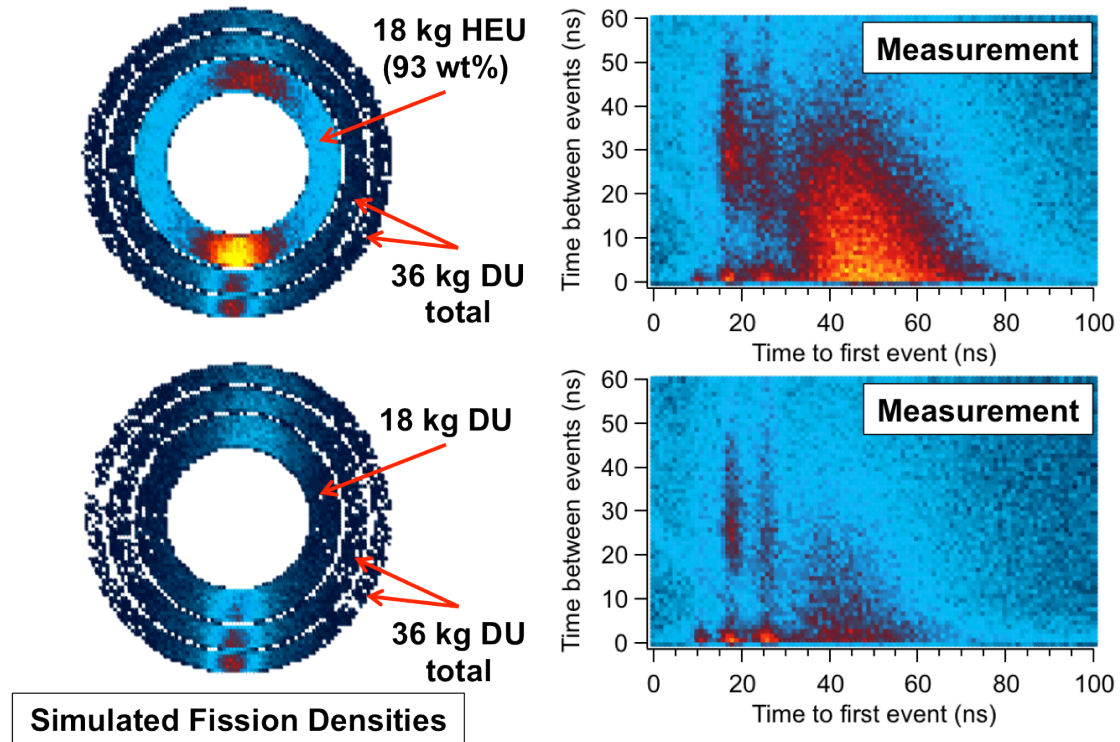 18 kg HEU
(93 wt%)
36 kg DU
total
Time between events (ns)
60
50
40
30
20
10
0
Measurement
0 20 40 60 80 100
Time to first event (ns)
18 kg DU
36 kg DU
total
Simulated Fission Densities
Time between events (ns)
60
50
40
30
20
10
0
Measurement
0 20 40 60 80 100
Time to first event (ns)